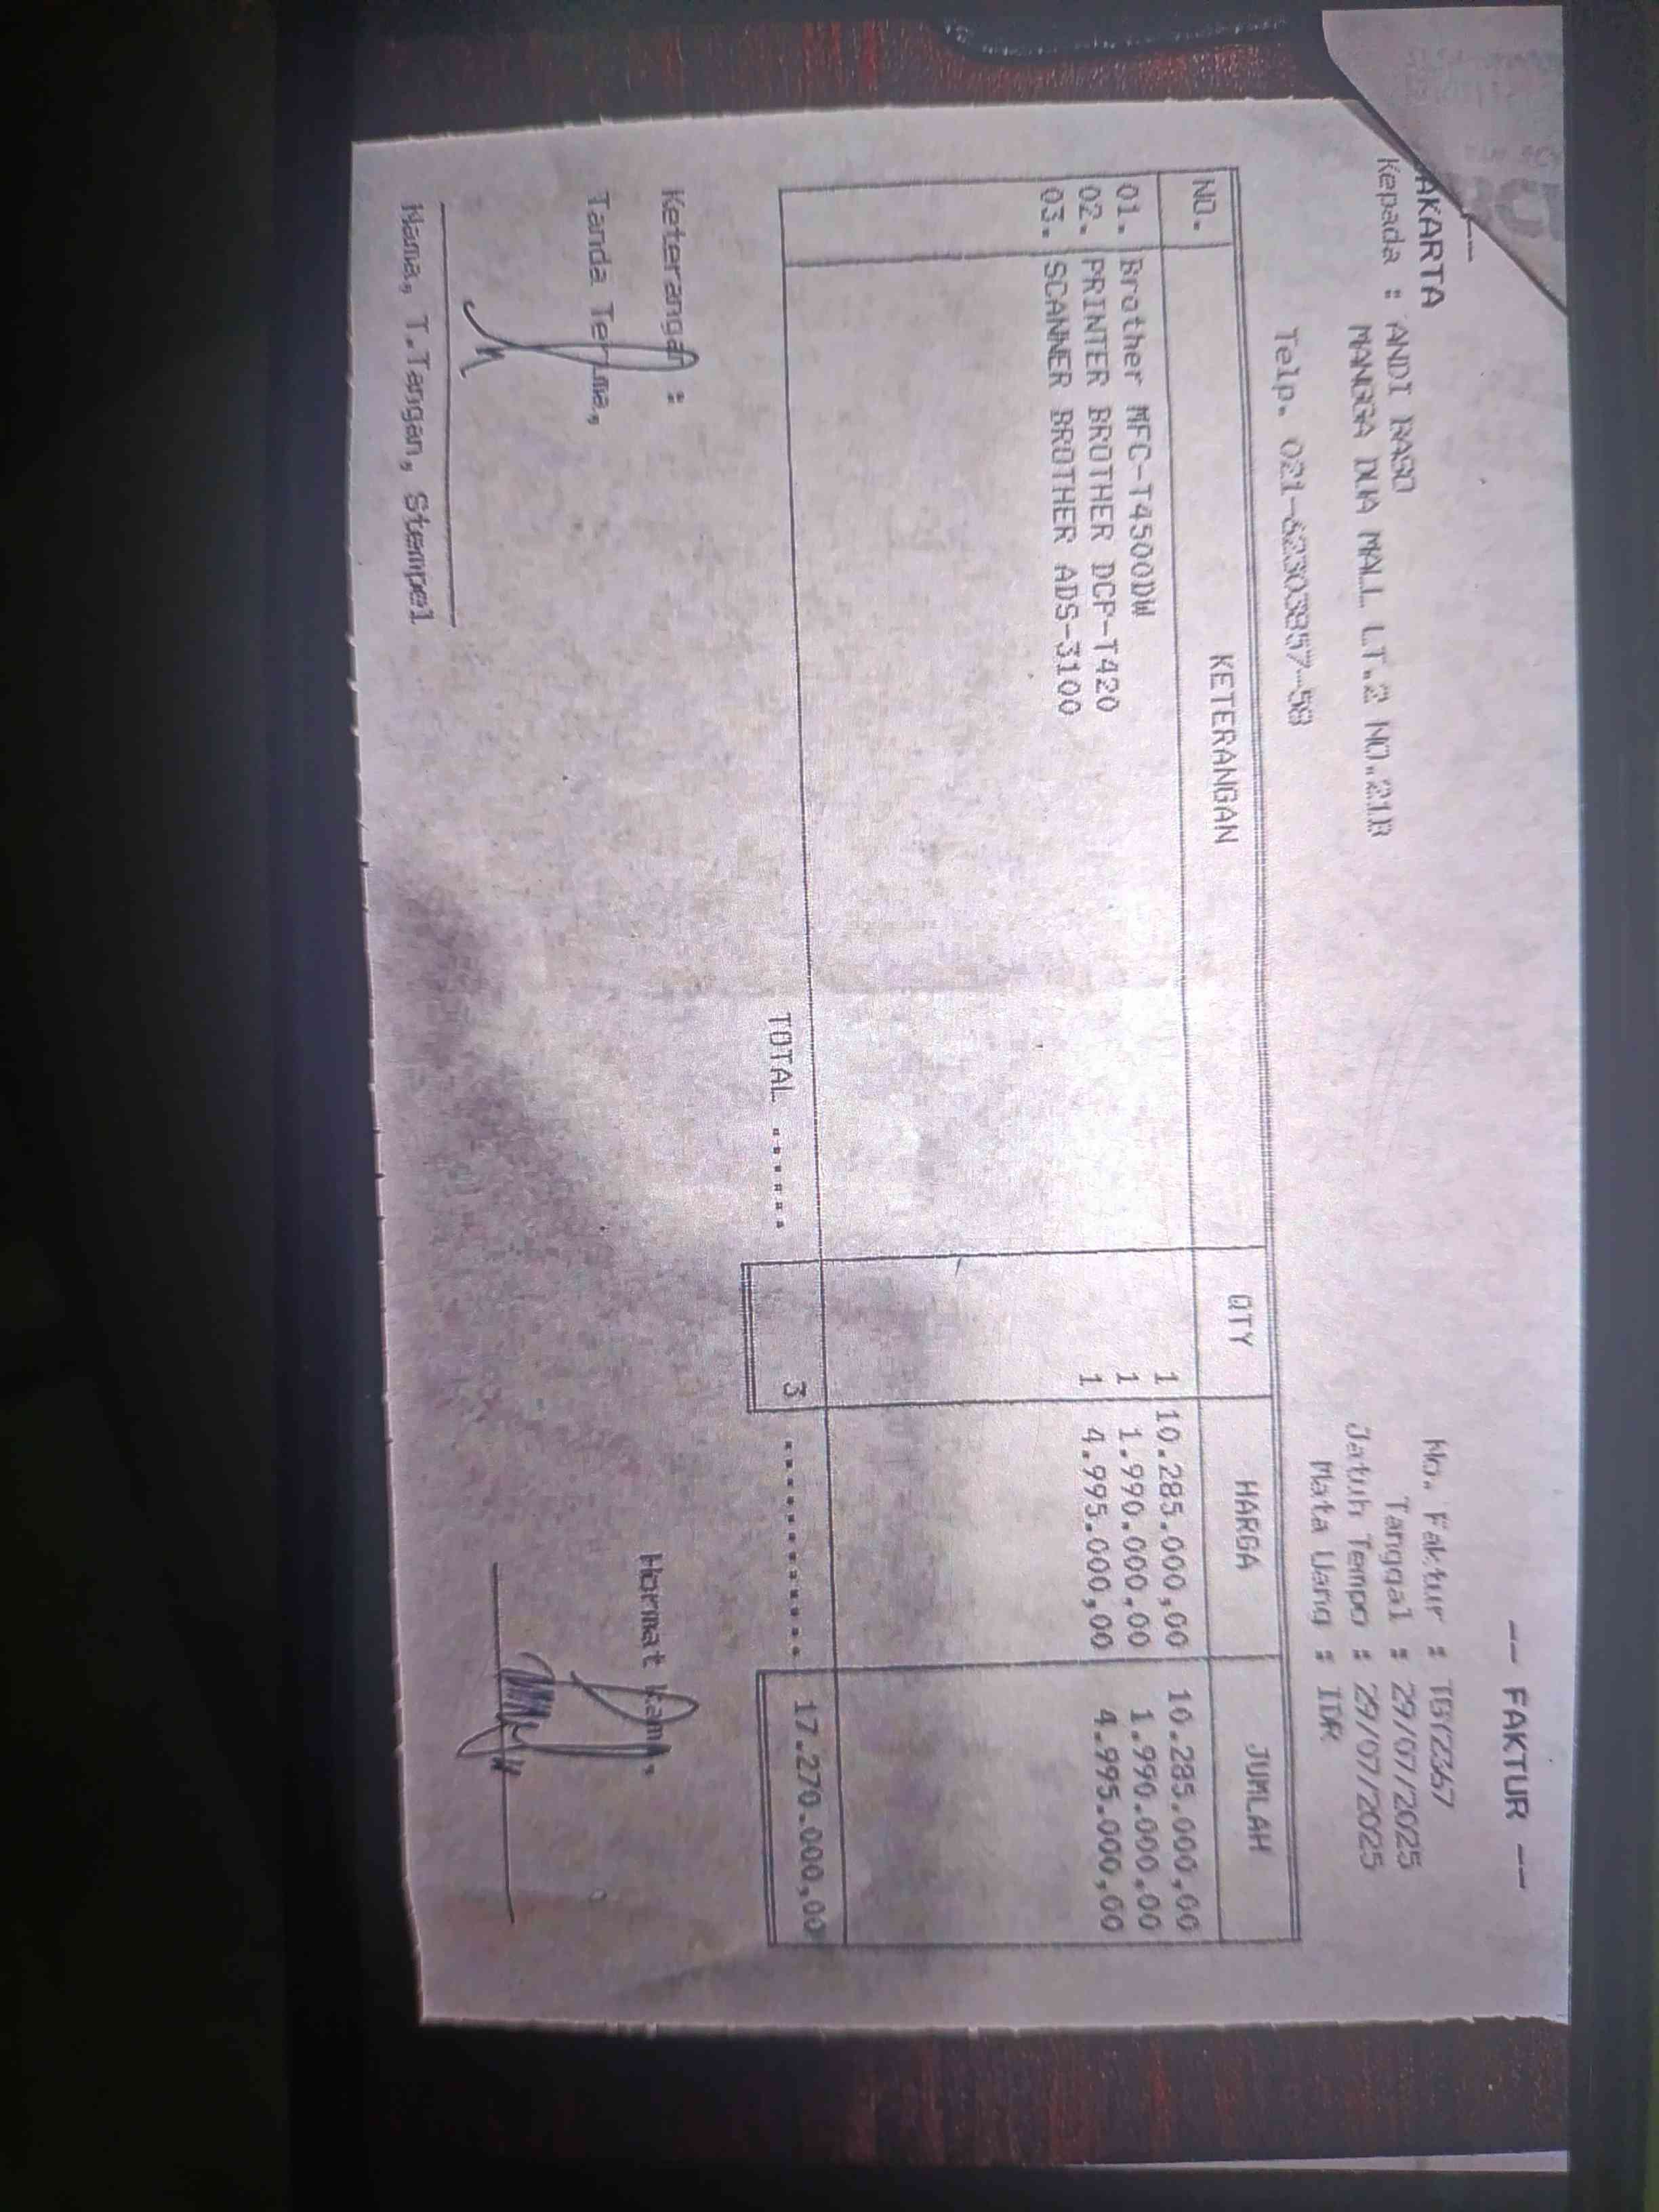 -- FAKTUR --
JAKARTA
Kepada : ANDI BASO
MANGGA DUA MALL LT.2 NO.21B
Telp. 021-62303857-58
No. Faktur : TGY2367
Tanggal : 29/07/2025
Jatuh Tempo : 29/07/2025
Mata Uang : IDR
NO. KETERANGAN QTY HARGA JUMLAH
01. Brother MFC-T4500DW 1 10.285.000,00 10.285.000,00
02. PRINTER BROTHER DCP-T420 1 1.990.000,00 1.990.000,00
03. SCANNER BROTHER ADS-3100 1 4.995.000,00 4.995.000,00
TOTAL ...... 3 ............ 17.270.000,00
Keterangan :
Tanda Terima,
Hormat Kami,
Nama, T.Tangan, Stempel